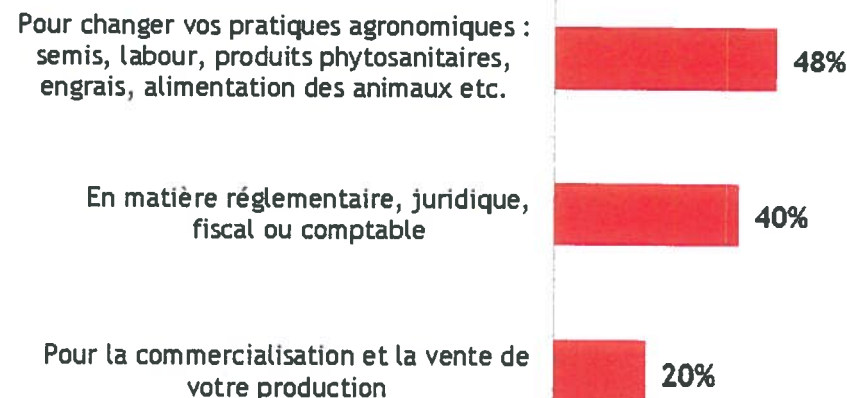 Pour changer vos pratiques agronomiques :
semis, labour, produits phytosanitaires,
engrais, alimentation des animaux etc.
48%
En matière réglementaire, juridique,
fiscal ou comptable
40%
Pour la commercialisation et la vente de
votre production
20%